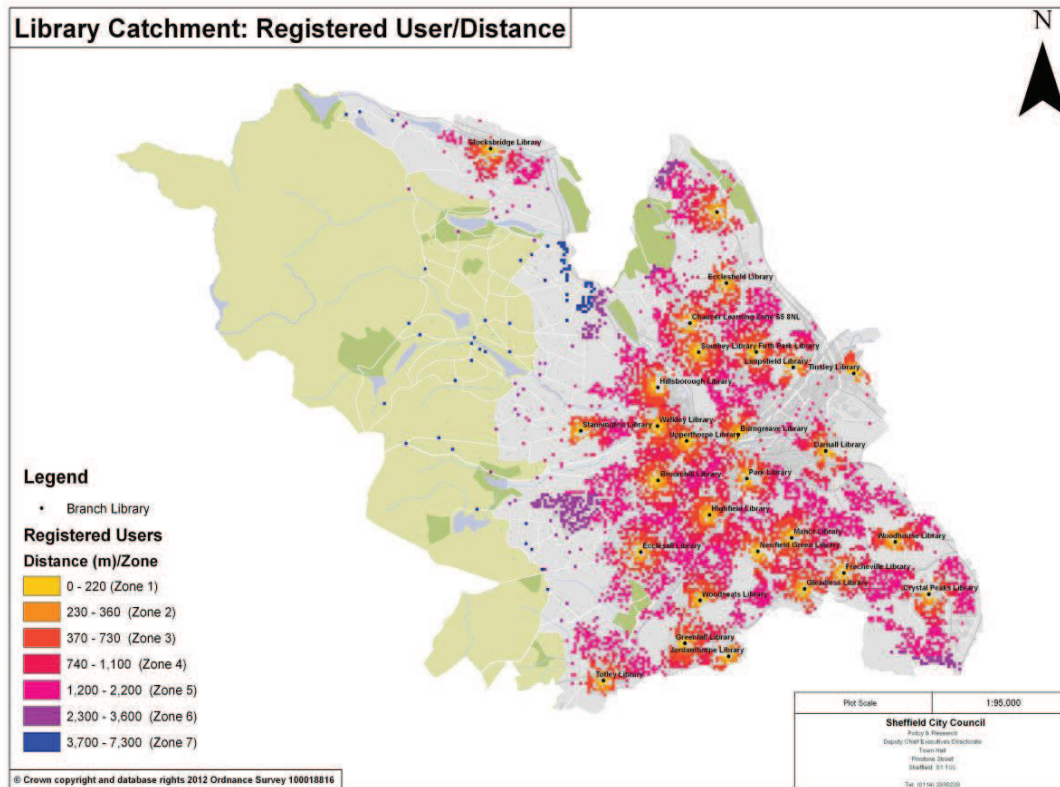 Library Catchment: Registered User/Distance
N
Stocksbridge Library
Ecclesfield Library
Chaucer Learning Zone S5 8NL
Southey Library
Firth Park Library
Limpsfield Library
Tinsley Library
Hillsborough Library
Stannington Library
Walkley Library
Upperthorpe Library
Burngreave Library
Darnall Library
Broomhill Library
Park Library
Highfield Library
Manor Library
Woodhouse Library
Ecclesall Library
Newfield Green Library
Frecheville Library
Gleadless Library
Crystal Peaks Library
Woodseats Library
Greenhill Library
Jordanthorpe Library
Totley Library
Legend
Branch Library
Registered Users
Distance (m)/Zone
0 - 220 (Zone 1)
230 - 360 (Zone 2)
370 - 730 (Zone 3)
740 - 1,100 (Zone 4)
1,200 - 2,200 (Zone 5)
2,300 - 3,600 (Zone 6)
3,700 - 7,300 (Zone 7)
Plot Scale
1:95,000
Sheffield City Council
Policy & Research
Deputy Chief Executives Directorate
Town Hall
Pinstone Street
Sheffield S1
© Crown copyright and database rights 2012 Ordnance Survey 100018816